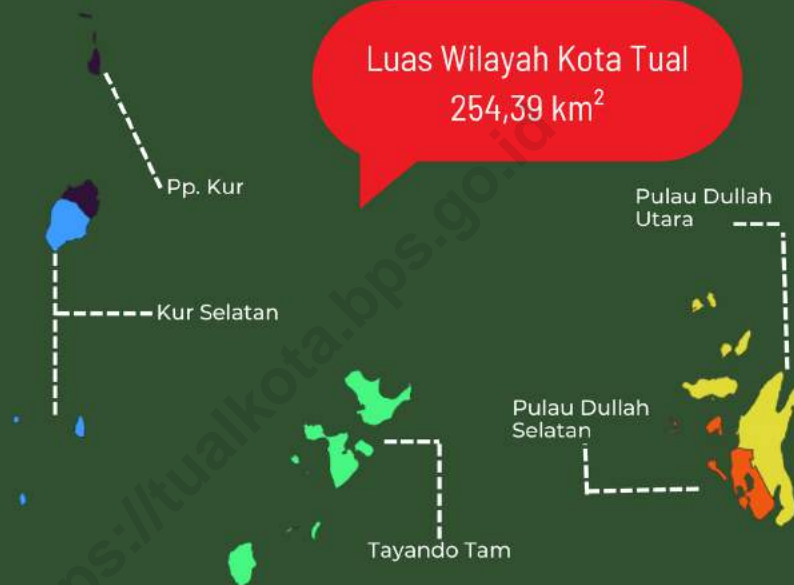 Luas Wilayah Kota Tual
254,39 km²
Pp. Kur
Pulau Dullah
Utara
Kur Selatan
Pulau Dullah
Selatan
Tayando Tam
ps://tualkota.bps.go.id